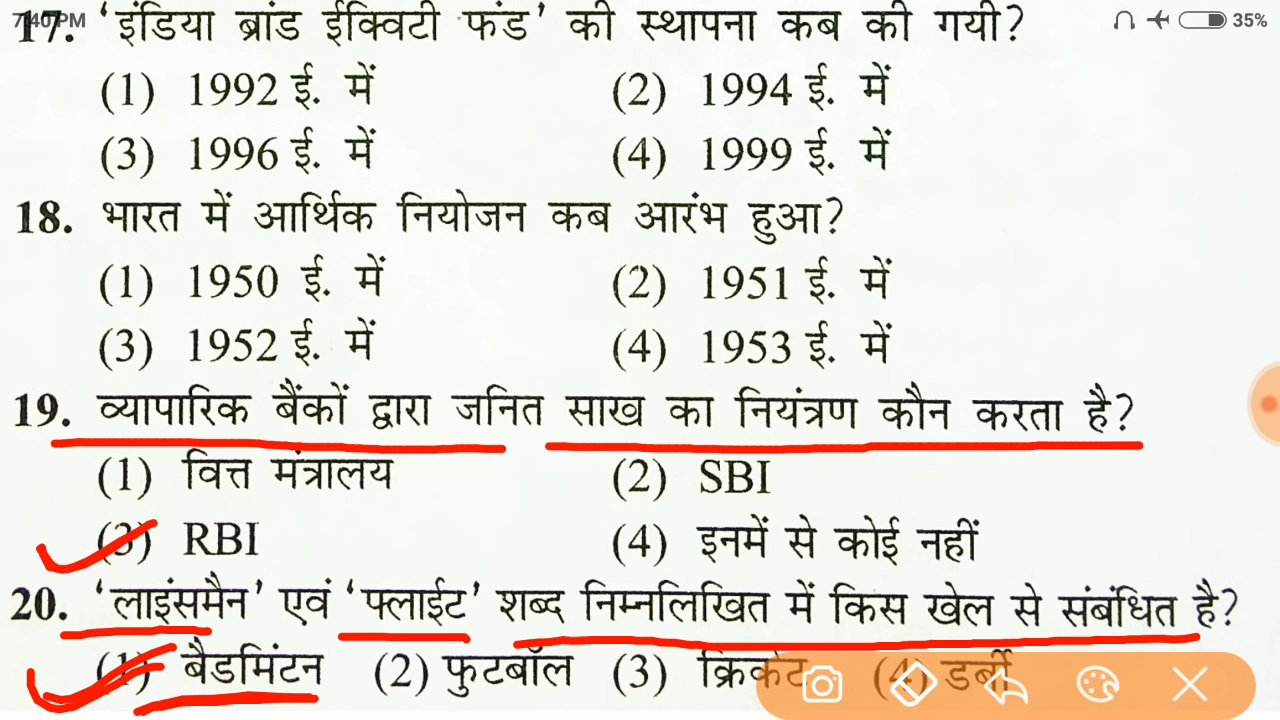 7:40 PM 35%
17. ‘इंडिया ब्रांड ईक्विटी फंड’ की स्थापना कब की गयी?
(1) 1992 ई. में (2) 1994 ई. में
(3) 1996 ई. में (4) 1999 ई. में
18. भारत में आर्थिक नियोजन कब आरंभ हुआ?
(1) 1950 ई. में (2) 1951 ई. में
(3) 1952 ई. में (4) 1953 ई. में
19. व्यापारिक बैंकों द्वारा जनित साख का नियंत्रण कौन करता है?
(1) वित्त मंत्रालय (2) SBI
(3) RBI (4) इनमें से कोई नहीं
20. ‘लाइंसमैन’ एवं ‘फ्लाईट’ शब्द निम्नलिखित में किस खेल से संबंधित है?
(1) बैडमिंटन (2) फुटबॉल (3) क्रिकेट (4) डर्बी